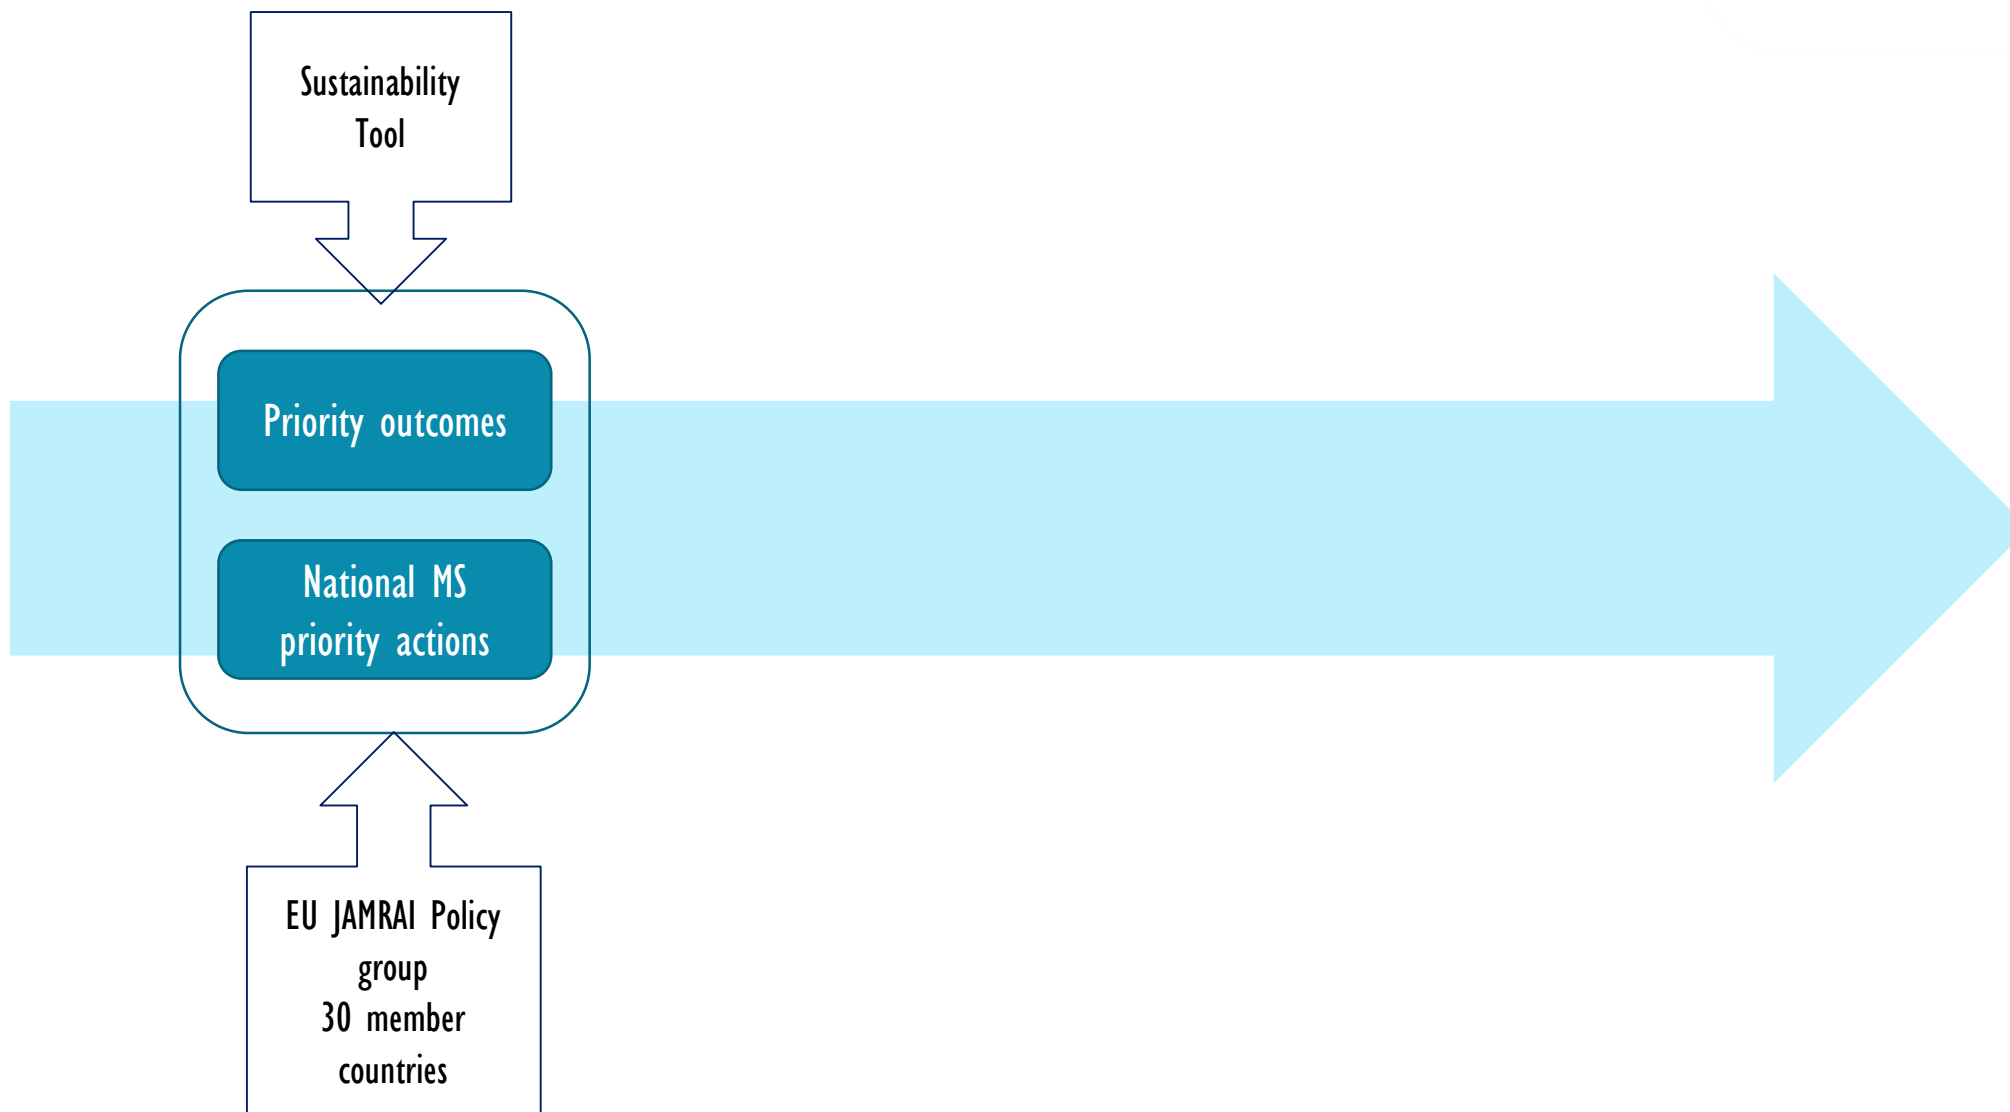 Sustainability
Tool
Priority outcomes
National MS
priority actions
EU JAMRAI Policy
group
30 member
countries